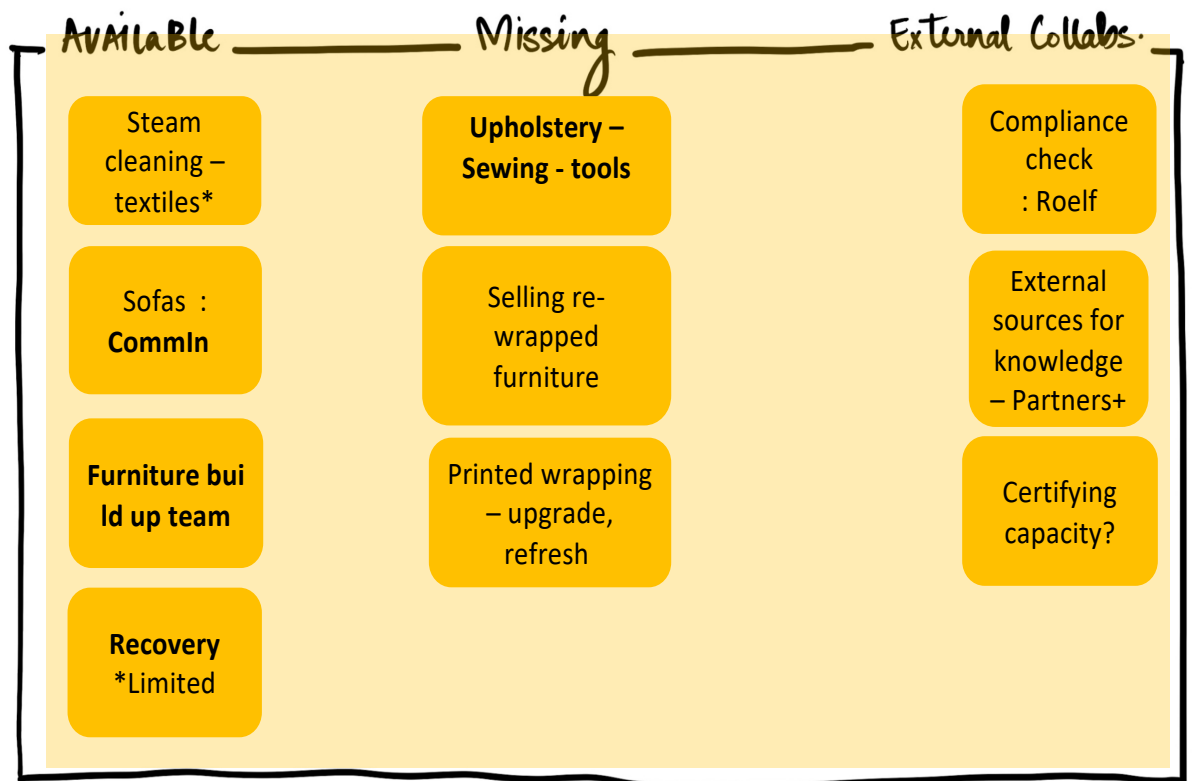 Available
Missing
External Collabs.
Steam
cleaning –
textiles*
Sofas :
CommIn
Furniture bui
ld up team
Recovery
*Limited
Upholstery –
Sewing - tools
Selling re-
wrapped
furniture
Printed wrapping
– upgrade,
refresh
Compliance
check
: Roelf
External
sources for
knowledge
– Partners+
Certifying
capacity?